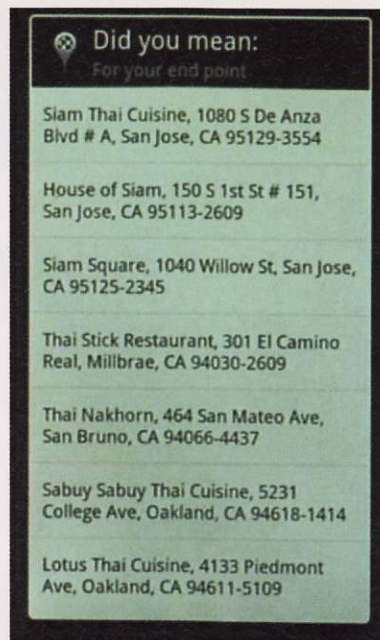 Did you mean:
For your end point
Siam Thai Cuisine, 1080 S De Anza
Blvd # A, San Jose, CA 95129-3554
House of Siam, 150 S 1st St # 151,
San Jose, CA 95113-2609
Siam Square, 1040 Willow St, San Jose,
CA 95125-2345
Thai Stick Restaurant, 301 El Camino
Real, Millbrae, CA 94030-2609
Thai Nakhorn, 464 San Mateo Ave,
San Bruno, CA 94066-4437
Sabuy Sabuy Thai Cuisine, 5231
College Ave, Oakland, CA 94618-1414
Lotus Thai Cuisine, 4133 Piedmont
Ave, Oakland, CA 94611-5109